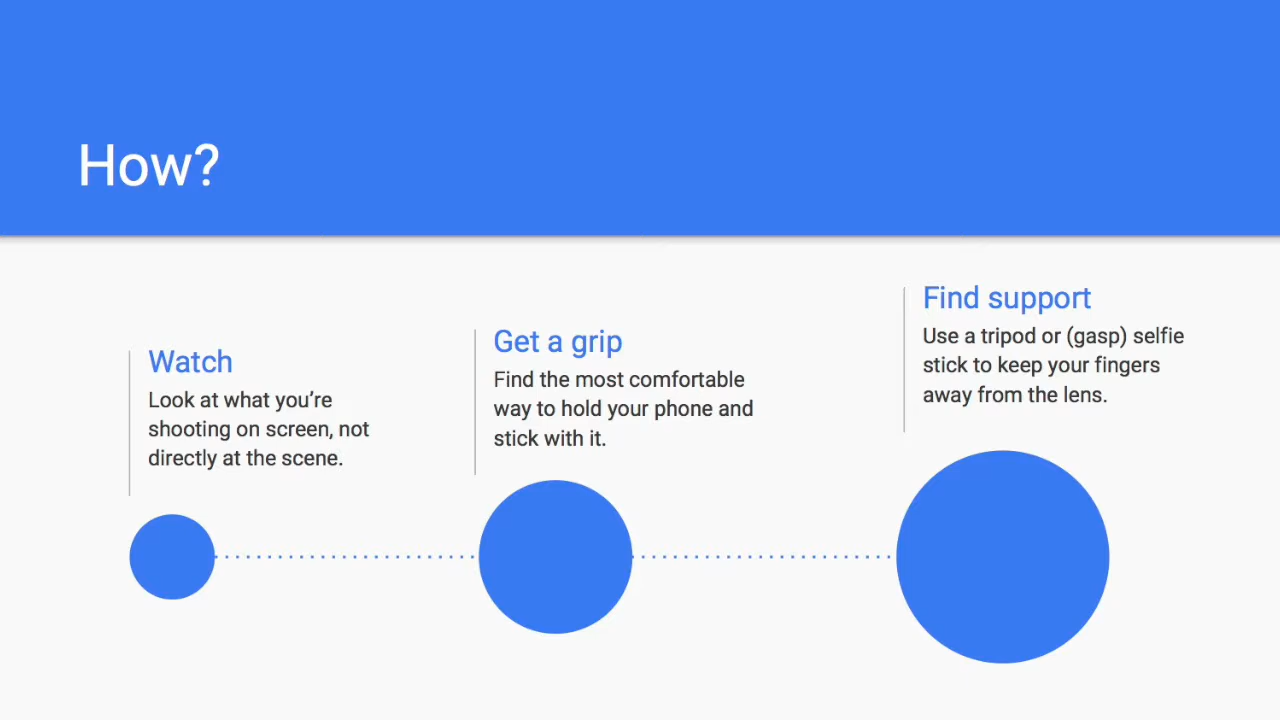 How?
Watch
Look at what you’re
shooting on screen, not
directly at the scene.
Get a grip
Find the most comfortable
way to hold your phone and
stick with it.
Find support
Use a tripod or (gasp) selfie
stick to keep your fingers
away from the lens.